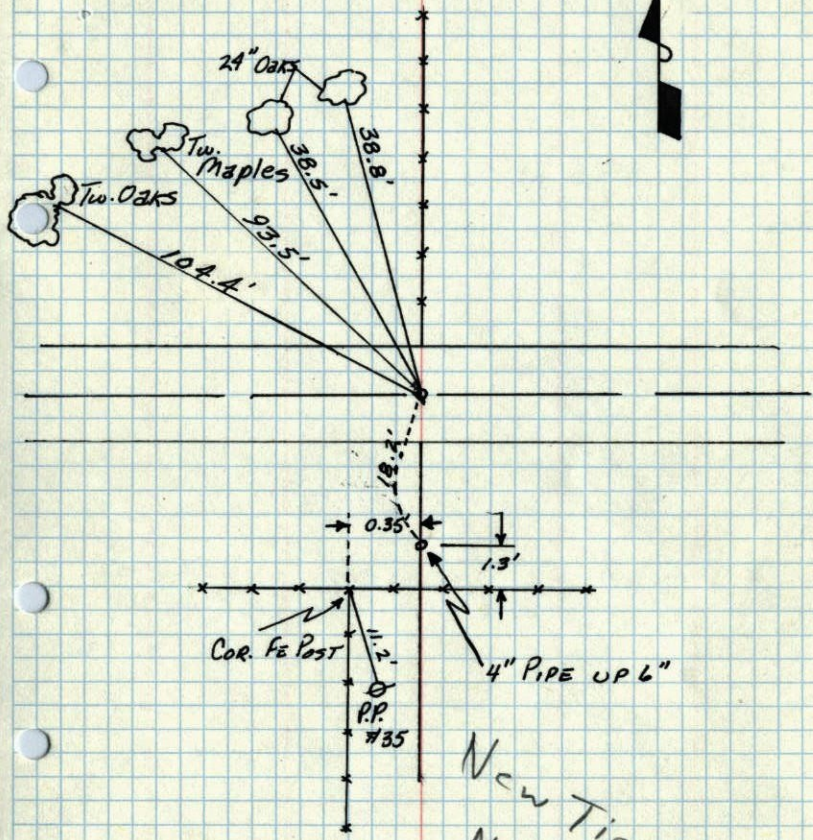 24" Oaks
Tw.
Maples
38.5'
38.8'
Tw. Oaks
93.5'
104.4'
18.2'
0.35'
1.3'
COR. FE POST
11.2'
4" PIPE UP 6"
P.P.
#35
New